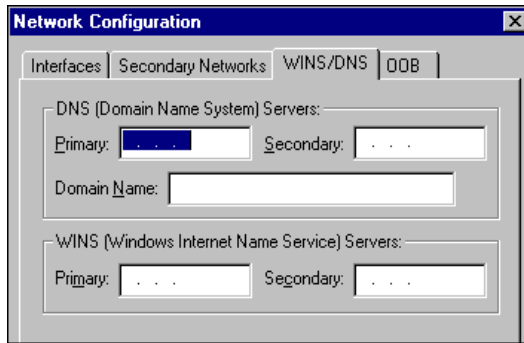 Network Configuration
Interfaces Secondary Networks WINS/DNS OOB
DNS (Domain Name System) Servers:
Primary: . . . Secondary: . . .
Domain Name:
WINS (Windows Internet Name Service) Servers:
Primary: . . . Secondary: . . .